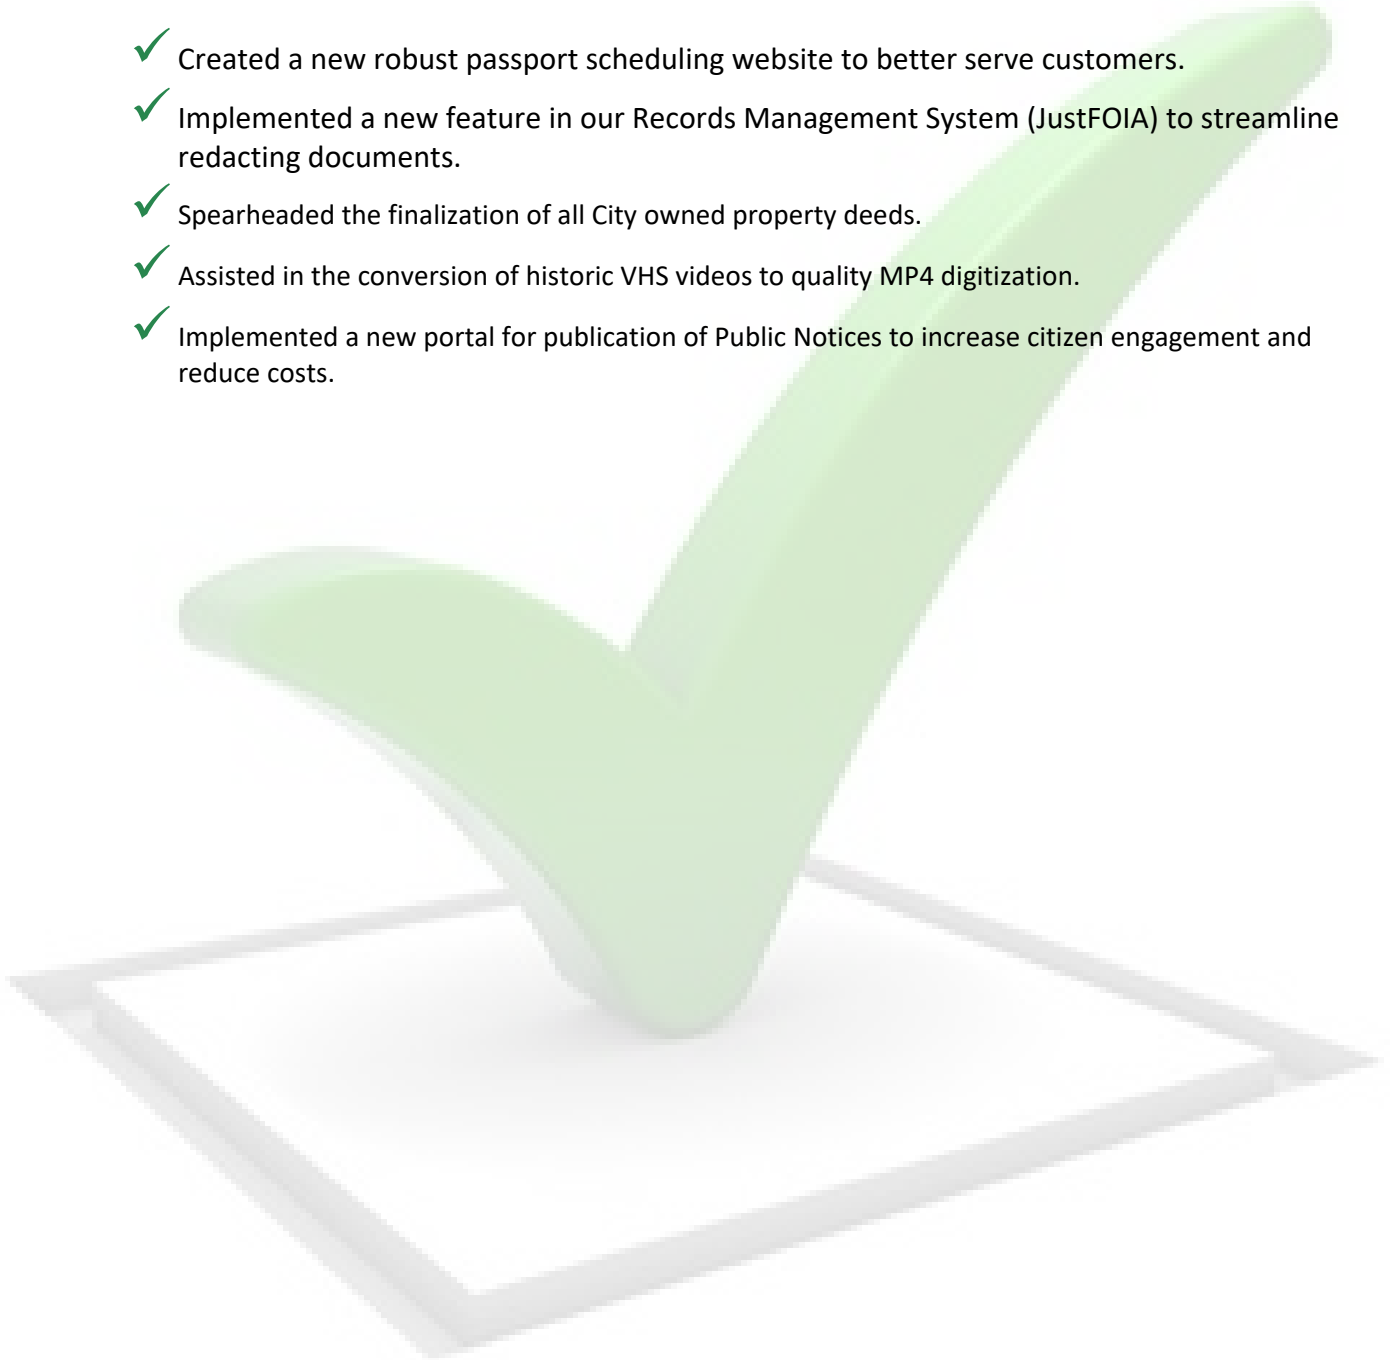 ✓ Created a new robust passport scheduling website to better serve customers.
✓ Implemented a new feature in our Records Management System (JustFOIA) to streamline
redacting documents.
✓ Spearheaded the finalization of all City owned property deeds.
✓ Assisted in the conversion of historic VHS videos to quality MP4 digitization.
✓ Implemented a new portal for publication of Public Notices to increase citizen engagement and
reduce costs.